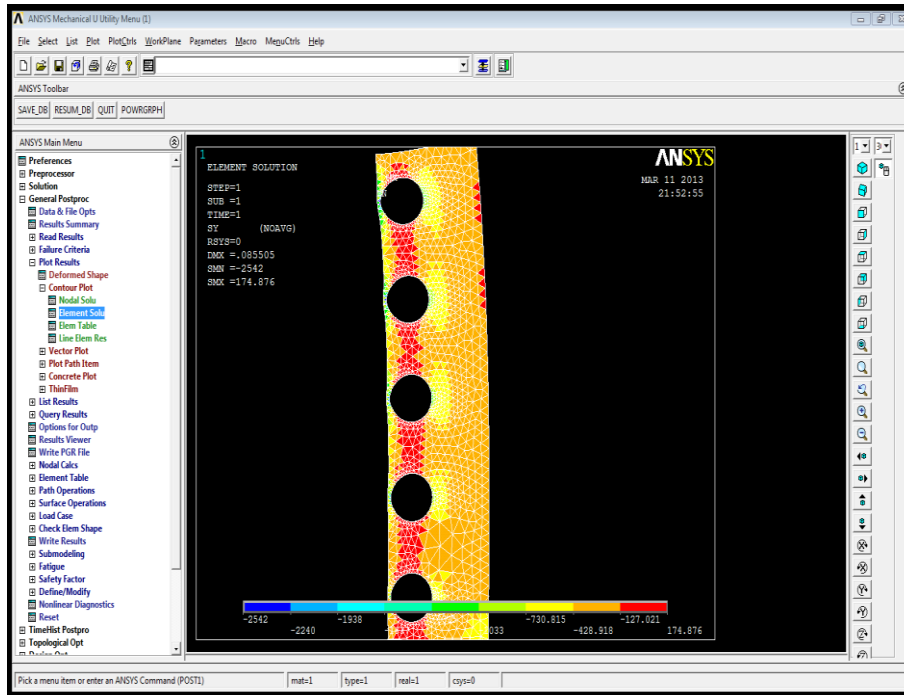 ANSYS Mechanical U Utility Menu (1)
File Select List Plot PlotCtrls WorkPlane Parameters Macro MenuCtrls Help
ANSYS Toolbar
SAVE_DB RESUM_DB QUIT POWRGRPH
ANSYS Main Menu
Preferences
Preprocessor
Solution
General Postproc
Data & File Opts
Results Summary
Read Results
Failure Criteria
Plot Results
Deformed Shape
Contour Plot
Nodal Solu
Element Solu
Elem Table
Line Elem Res
Vector Plot
Plot Path Item
Concrete Plot
ThinFilm
List Results
Query Results
Options for Outp
Results Viewer
Write PGR File
Nodal Calcs
Element Table
Path Operations
Surface Operations
Load Case
Check Elem Shape
Write Results
Submodeling
Fatigue
Safety Factor
Define/Modify
Nonlinear Diagnostics
Reset
TimeHist Postpro
Topological Opt
1
ELEMENT SOLUTION
STEP=1
SUB =1
TIME=1
SY (NOAVG)
RSYS=0
DMX =.085505
SMN =-2542
SMX =174.876
ANSYS
MAR 11 2013
21:52:55
-2542 -1938 -730.815 -127.021
-2240 033 -428.918 174.876
1 3
Pick a menu item or enter an ANSYS Command (POST1) mat=1 type=1 real=1 csys=0